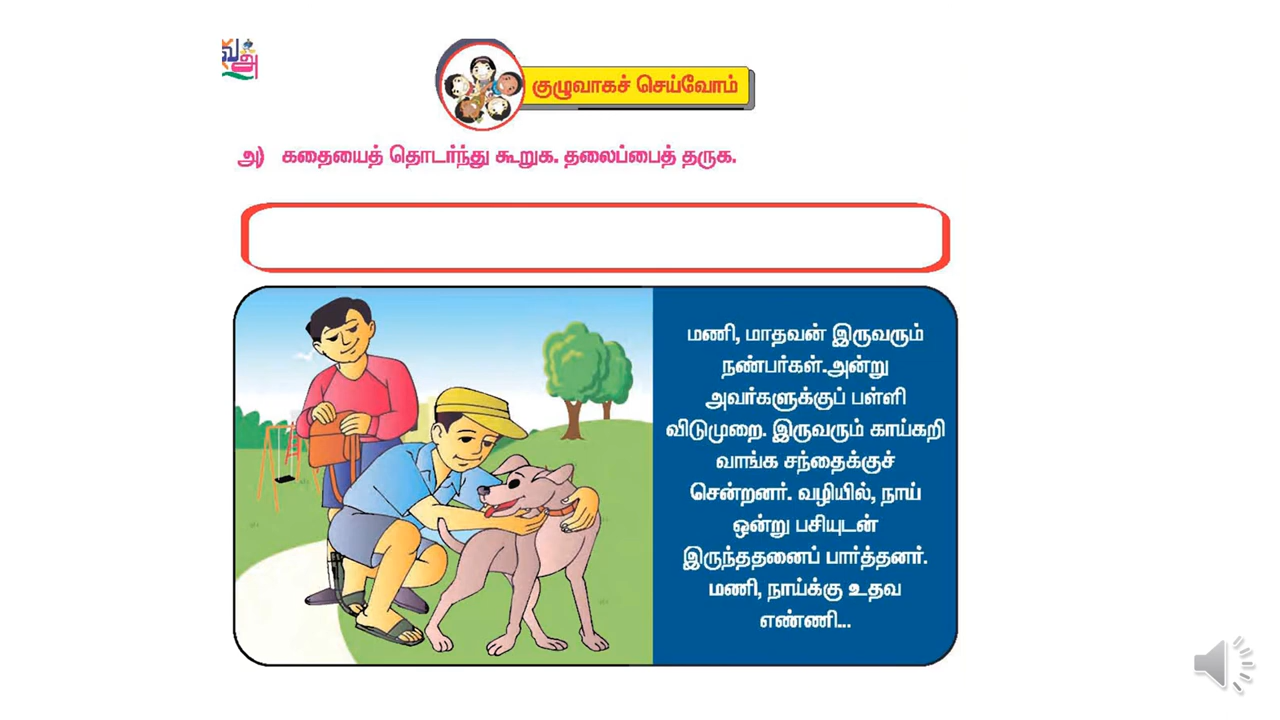 குழுவாகச் செய்வோம்
அ) கதையைத் தொடர்ந்து கூறுக. தலைப்பைத் தருக.
மணி, மாதவன் இருவரும்
நண்பர்கள்.அன்று
அவர்களுக்குப் பள்ளி
விடுமுறை. இருவரும் காய்கறி
வாங்க சந்தைக்குச்
சென்றனர். வழியில், நாய்
ஒன்று பசியுடன்
இருந்ததனைப் பார்த்தனர்.
மணி, நாய்க்கு உதவ
எண்ணி...